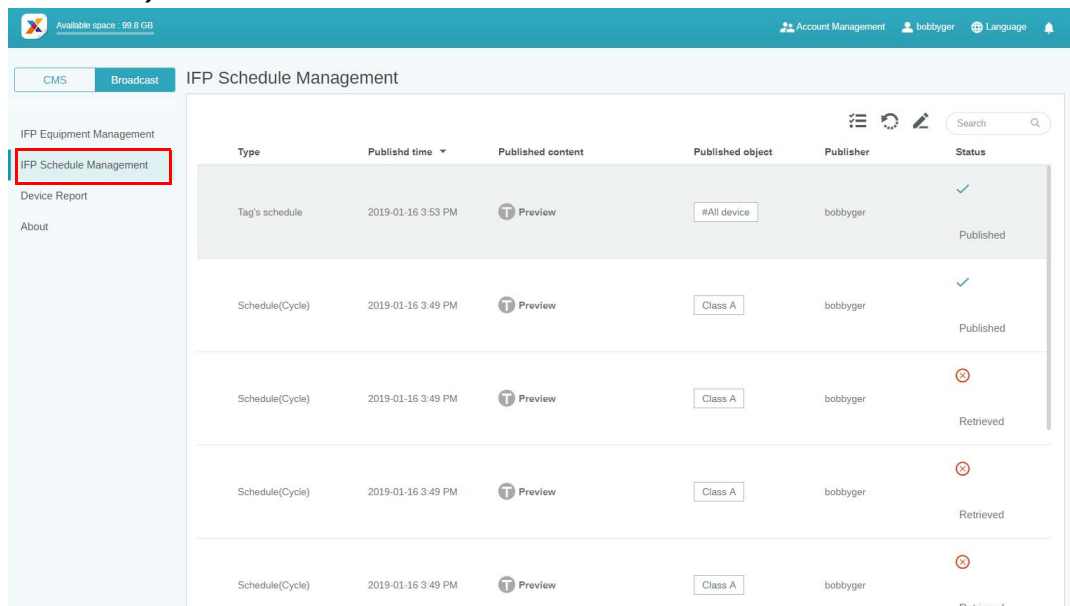 Available space : 99.8 GB
Account Management bobbyger Language
CMS Broadcast
IFP Schedule Management
IFP Equipment Management
IFP Schedule Management
Device Report
About
Search
Type Publishd time Published content Published object Publisher Status
Tag's schedule 2019-01-16 3:53 PM T Preview #All device bobbyger Published
Schedule(Cycle) 2019-01-16 3:49 PM T Preview Class A bobbyger Published
Schedule(Cycle) 2019-01-16 3:49 PM T Preview Class A bobbyger Retrieved
Schedule(Cycle) 2019-01-16 3:49 PM T Preview Class A bobbyger Retrieved
Schedule(Cycle) 2019-01-16 3:49 PM T Preview Class A bobbyger